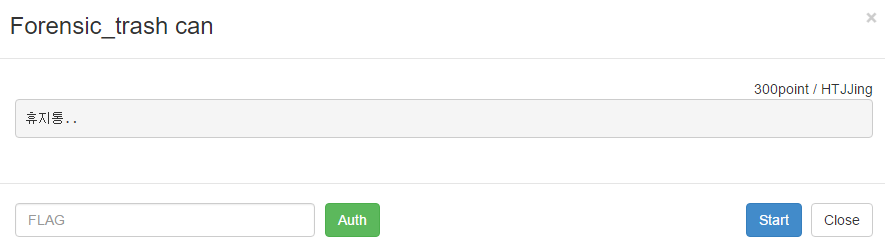 Forensic_trash can
×
300point / HTJJing
휴지통..
FLAG
Auth
Start
Close